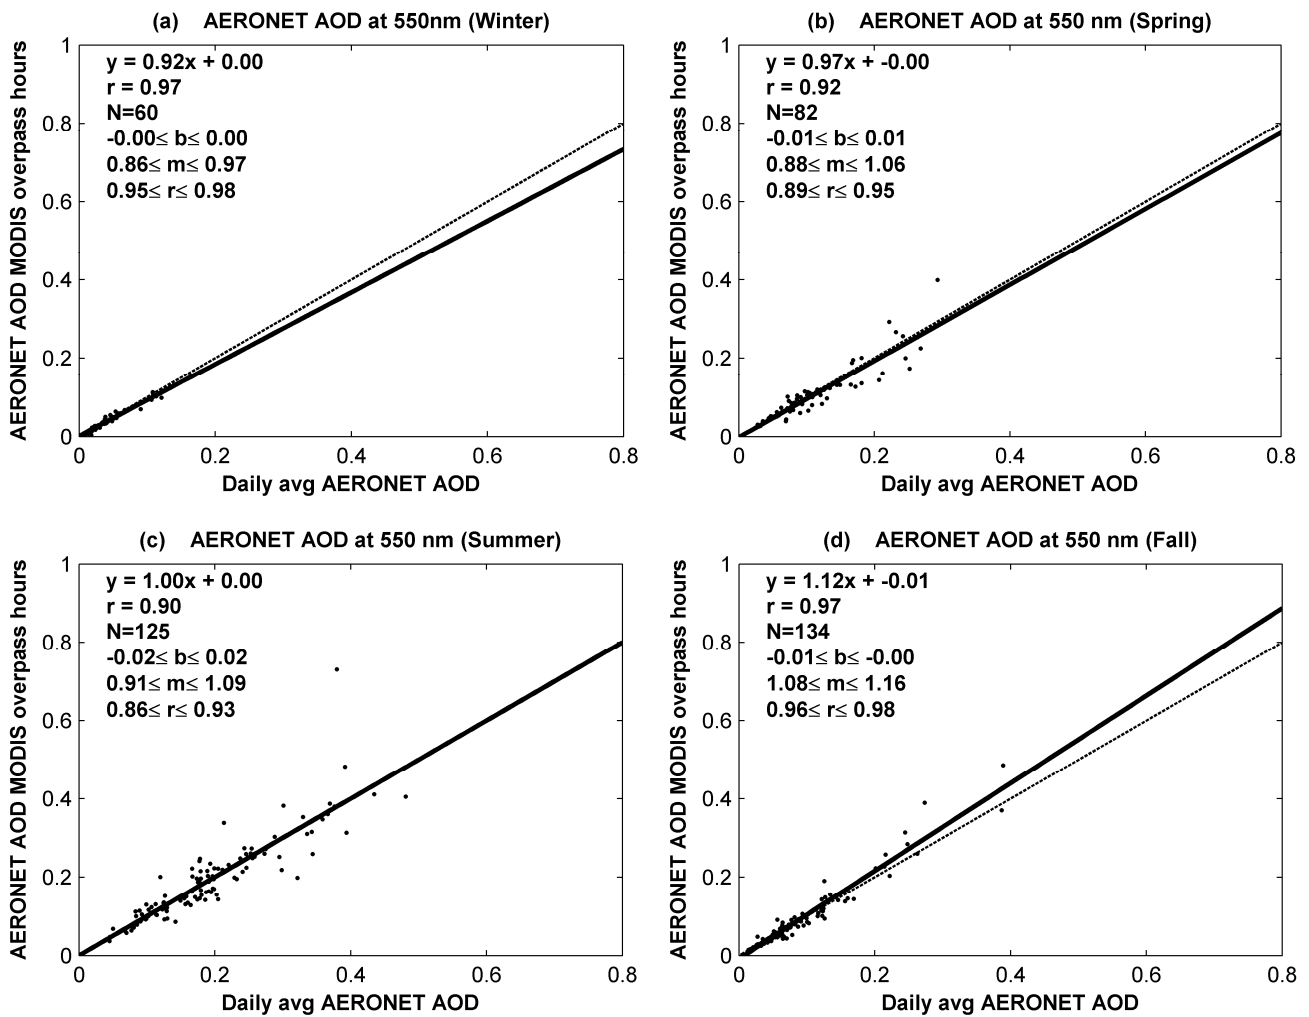 (a) AERONET AOD at 550nm (Winter)
AERONET AOD MODIS overpass hours
1
0.8
0.6
0.4
0.2
0
y = 0.92x + 0.00
r = 0.97
N=60
-0.00≤ b≤ 0.00
0.86≤ m≤ 0.97
0.95≤ r≤ 0.98
0 0.2 0.4 0.6 0.8
Daily avg AERONET AOD
(b) AERONET AOD at 550 nm (Spring)
AERONET AOD MODIS overpass hours
1
0.8
0.6
0.4
0.2
0
y = 0.97x + -0.00
r = 0.92
N=82
-0.01≤ b≤ 0.01
0.88≤ m≤ 1.06
0.89≤ r≤ 0.95
0 0.2 0.4 0.6 0.8
Daily avg AERONET AOD
(c) AERONET AOD at 550 nm (Summer)
AERONET AOD MODIS overpass hours
1
0.8
0.6
0.4
0.2
0
y = 1.00x + 0.00
r = 0.90
N=125
-0.02≤ b≤ 0.02
0.91≤ m≤ 1.09
0.86≤ r≤ 0.93
0 0.2 0.4 0.6 0.8
Daily avg AERONET AOD
(d) AERONET AOD at 550 nm (Fall)
AERONET AOD MODIS overpass hours
1
0.8
0.6
0.4
0.2
0
y = 1.12x + -0.01
r = 0.97
N=134
-0.01≤ b≤ -0.00
1.08≤ m≤ 1.16
0.96≤ r≤ 0.98
0 0.2 0.4 0.6 0.8
Daily avg AERONET AOD